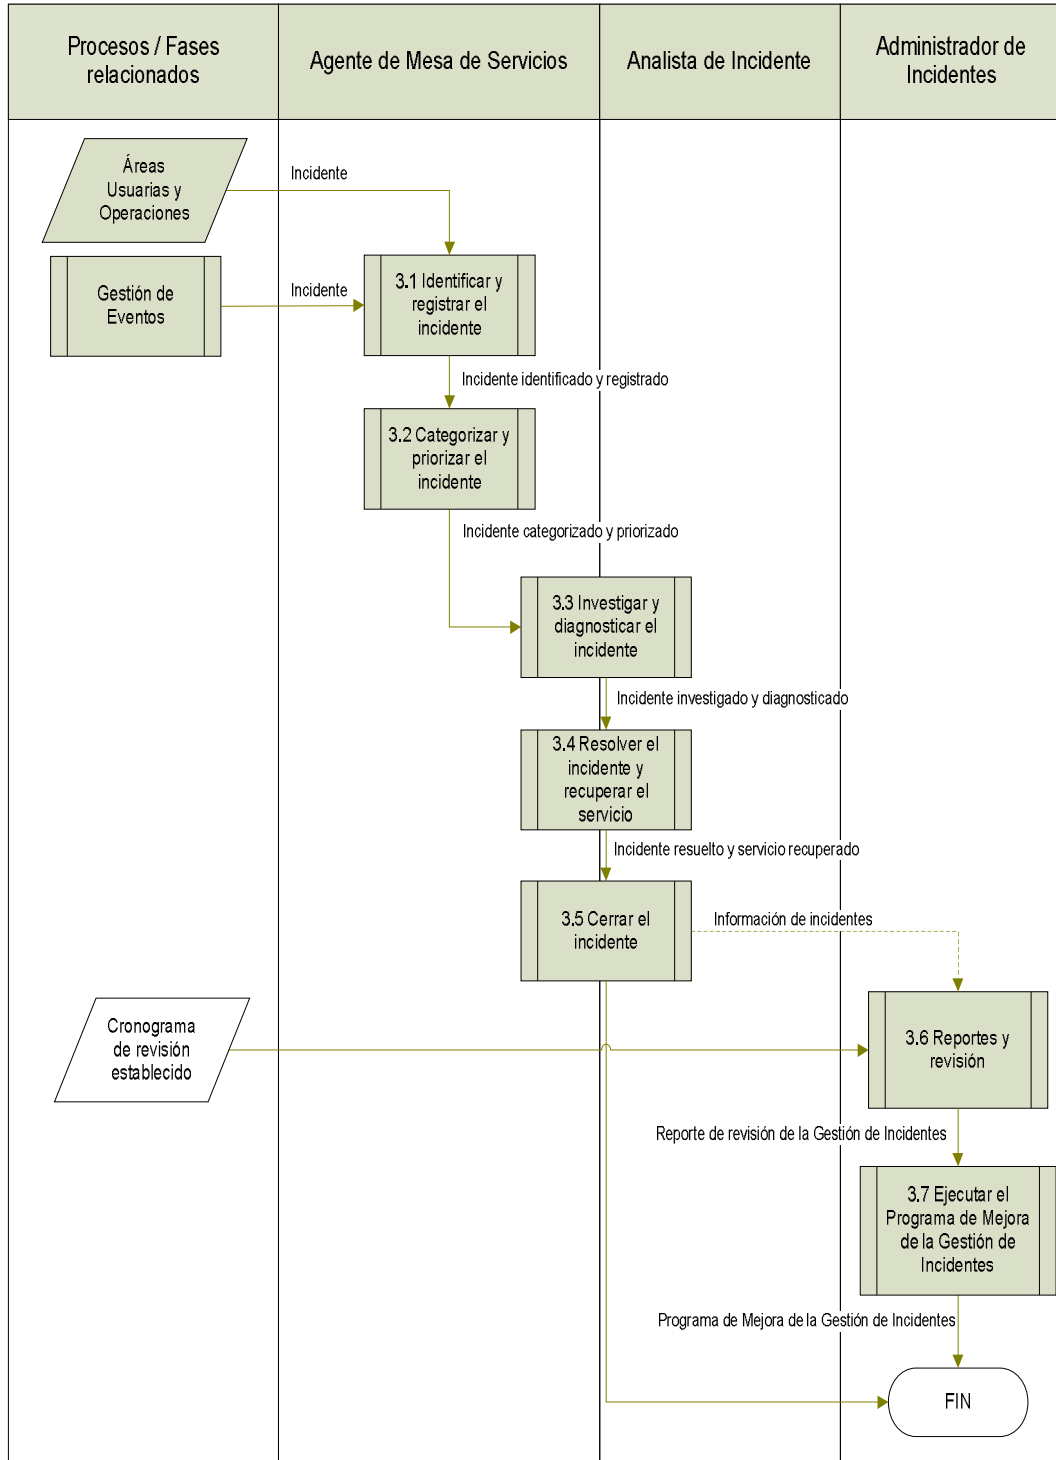 Procesos / Fases
relacionados
Agente de Mesa de Servicios
Analista de Incidente
Administrador de
Incidentes
Áreas
Usuarias y
Operaciones
Incidente
Gestión de
Eventos
Incidente
3.1 Identificar y
registrar el
incidente
Incidente identificado y registrado
3.2 Categorizar y
priorizar el
incidente
Incidente categorizado y priorizado
3.3 Investigar y
diagnosticar el
incidente
Incidente investigado y diagnosticado
3.4 Resolver el
incidente y
recuperar el
servicio
Incidente resuelto y servicio recuperado
3.5 Cerrar el
incidente
Información de incidentes
Cronograma
de revisión
establecido
3.6 Reportes y
revisión
Reporte de revisión de la Gestión de Incidentes
3.7 Ejecutar el
Programa de Mejora
de la Gestión de
Incidentes
Programa de Mejora de la Gestión de Incidentes
FIN